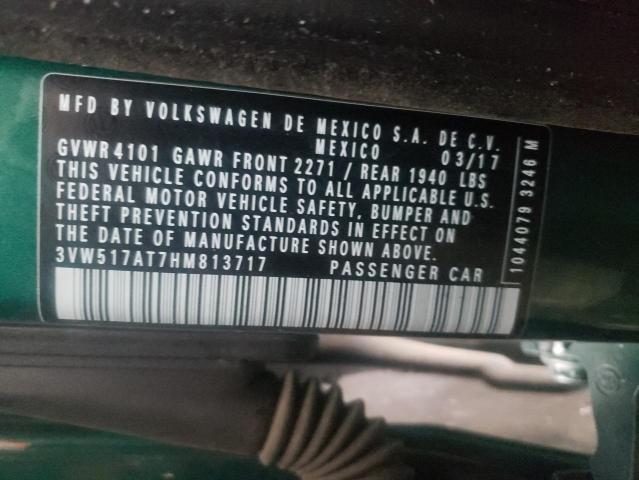 MFD BY VOLKSWAGEN DE MEXICO S.A. DE C.V.
MEXICO 03/17
GVWR 4101 GAWR FRONT 2271 / REAR 1940 LBS
THIS VEHICLE CONFORMS TO ALL APPLICABLE U.S.
FEDERAL MOTOR VEHICLE SAFETY, BUMPER AND
THEFT PREVENTION STANDARDS IN EFFECT ON
THE DATE OF MANUFACTURE SHOWN ABOVE.
3VW517AT7HM813717 PASSENGER CAR
1044079 3246 M